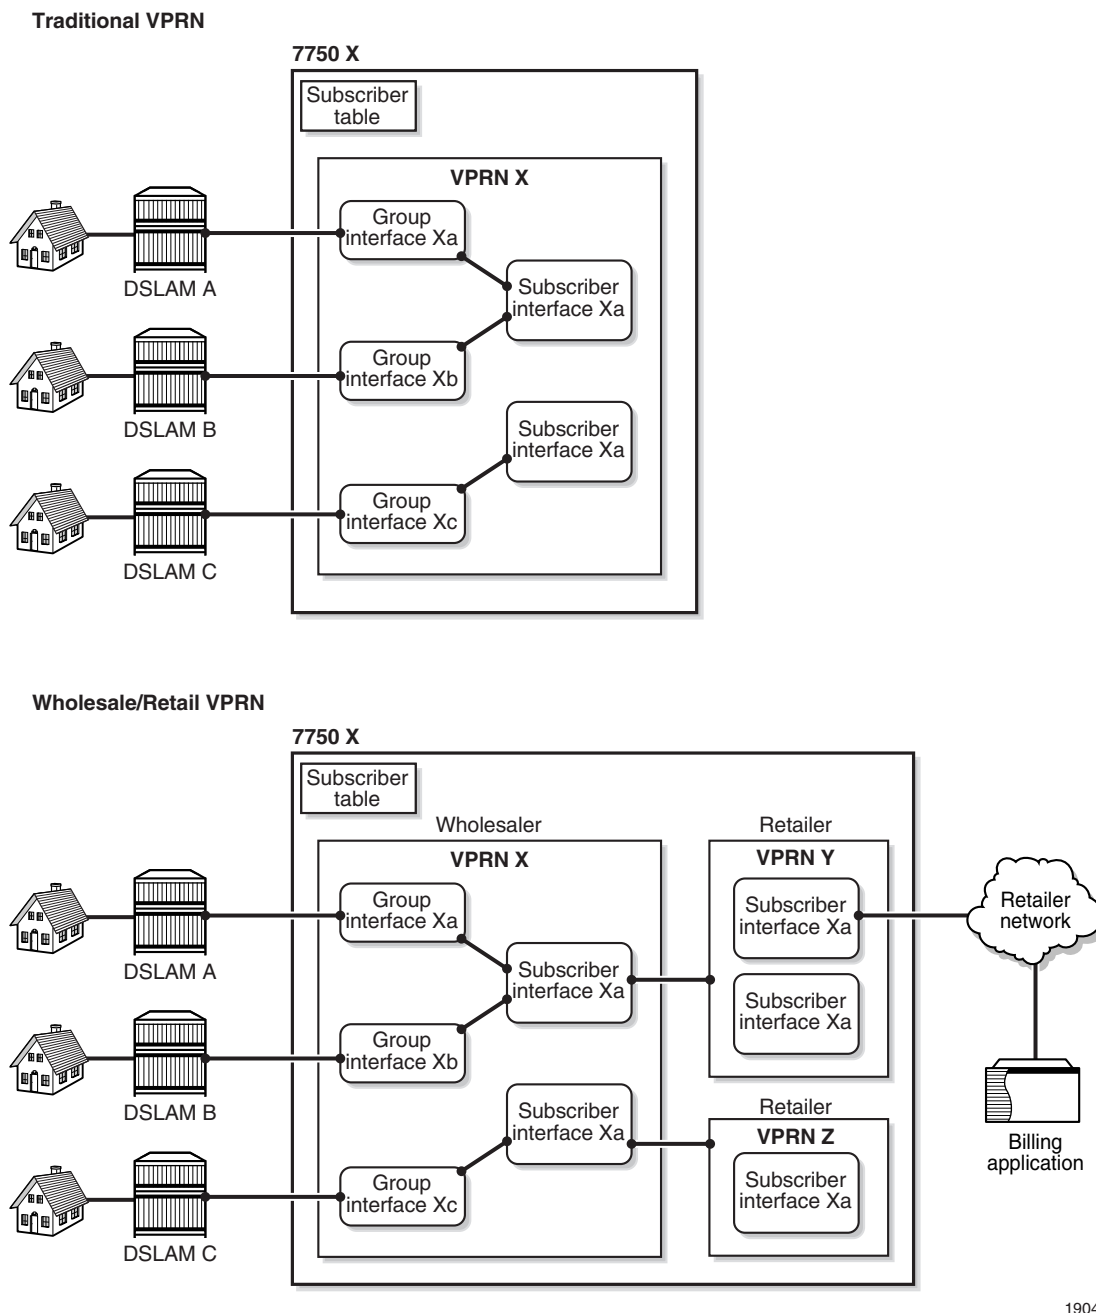 Traditional VPRN
7750 X
Subscriber
table
VPRN X
Group
interface Xa
Subscriber
interface Xa
DSLAM A
Group
interface Xb
DSLAM B
Subscriber
interface Xa
Group
interface Xc
DSLAM C
Wholesale/Retail VPRN
7750 X
Subscriber
table
Wholesaler
VPRN X
Retailer
VPRN Y
Group
interface Xa
Subscriber
interface Xa
Retailer
network
DSLAM A
Subscriber
interface Xa
Subscriber
interface Xa
Group
interface Xb
DSLAM B
Subscriber
interface Xa
Retailer
VPRN Z
Billing
application
Group
interface Xc
Subscriber
interface Xa
DSLAM C
1904